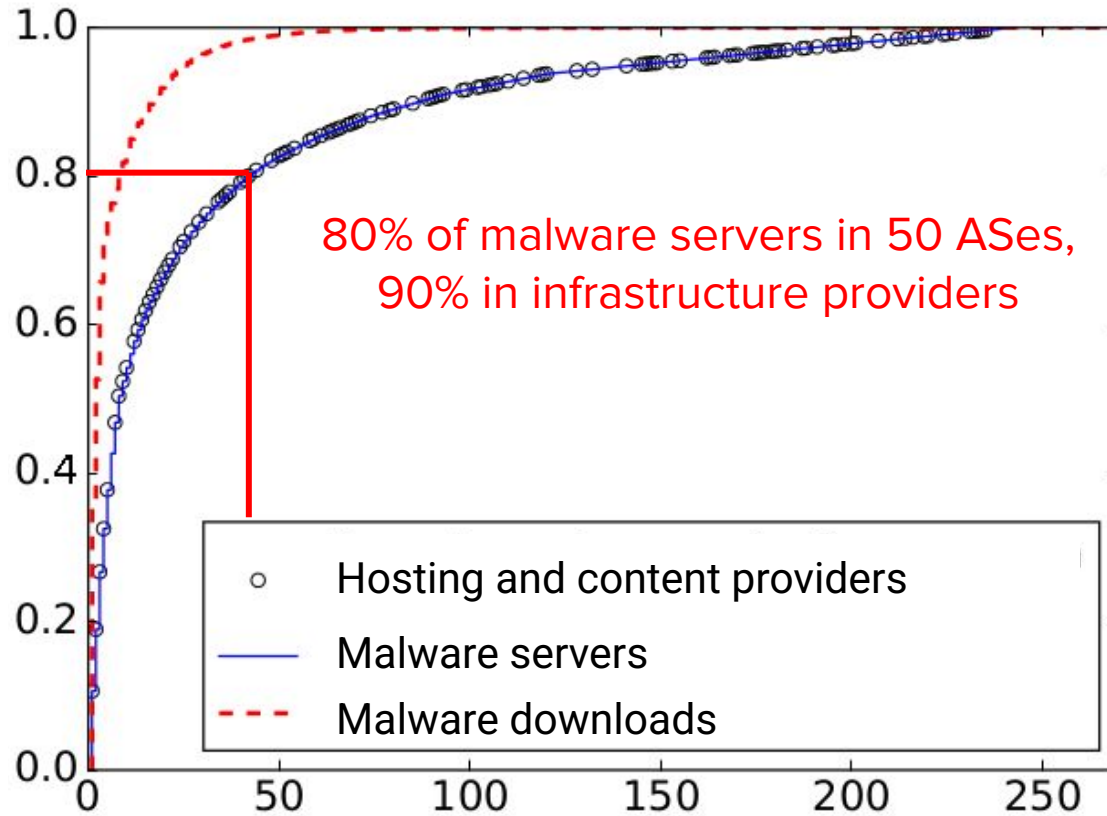 1.0
0.8
80% of malware servers in 50 ASes,
90% in infrastructure providers
0.6
0.4
Hosting and content providers
0.2
Malware servers
Malware downloads
0.0
0 50 100 150 200 250